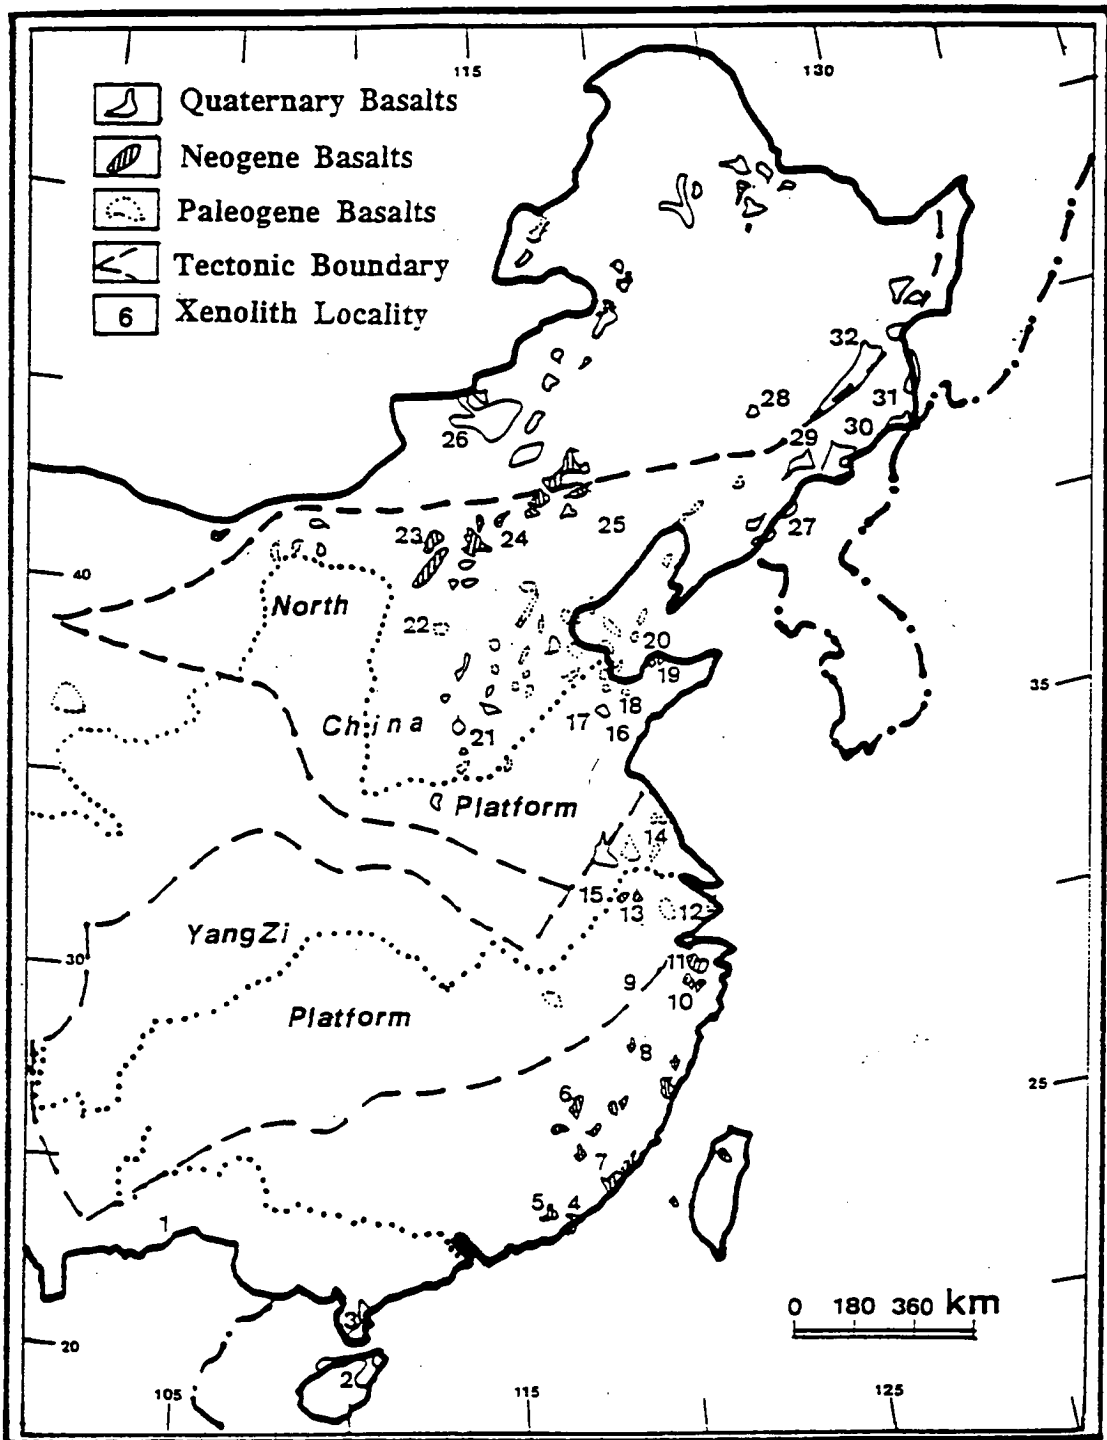 115 130
Quaternary Basalts
Neogene Basalts
Paleogene Basalts
Tectonic Boundary
6 Xenolith Locality
32
28 31
26 29 30
23 24 25 27
40
North
22 20
19
35
18
China 17 16
21
Platform
14
15 13 12
YangZi
30 11
9
10
Platform
8
25
6
7
5 4
1
0 180 360 km
3
20
2
105 115 125